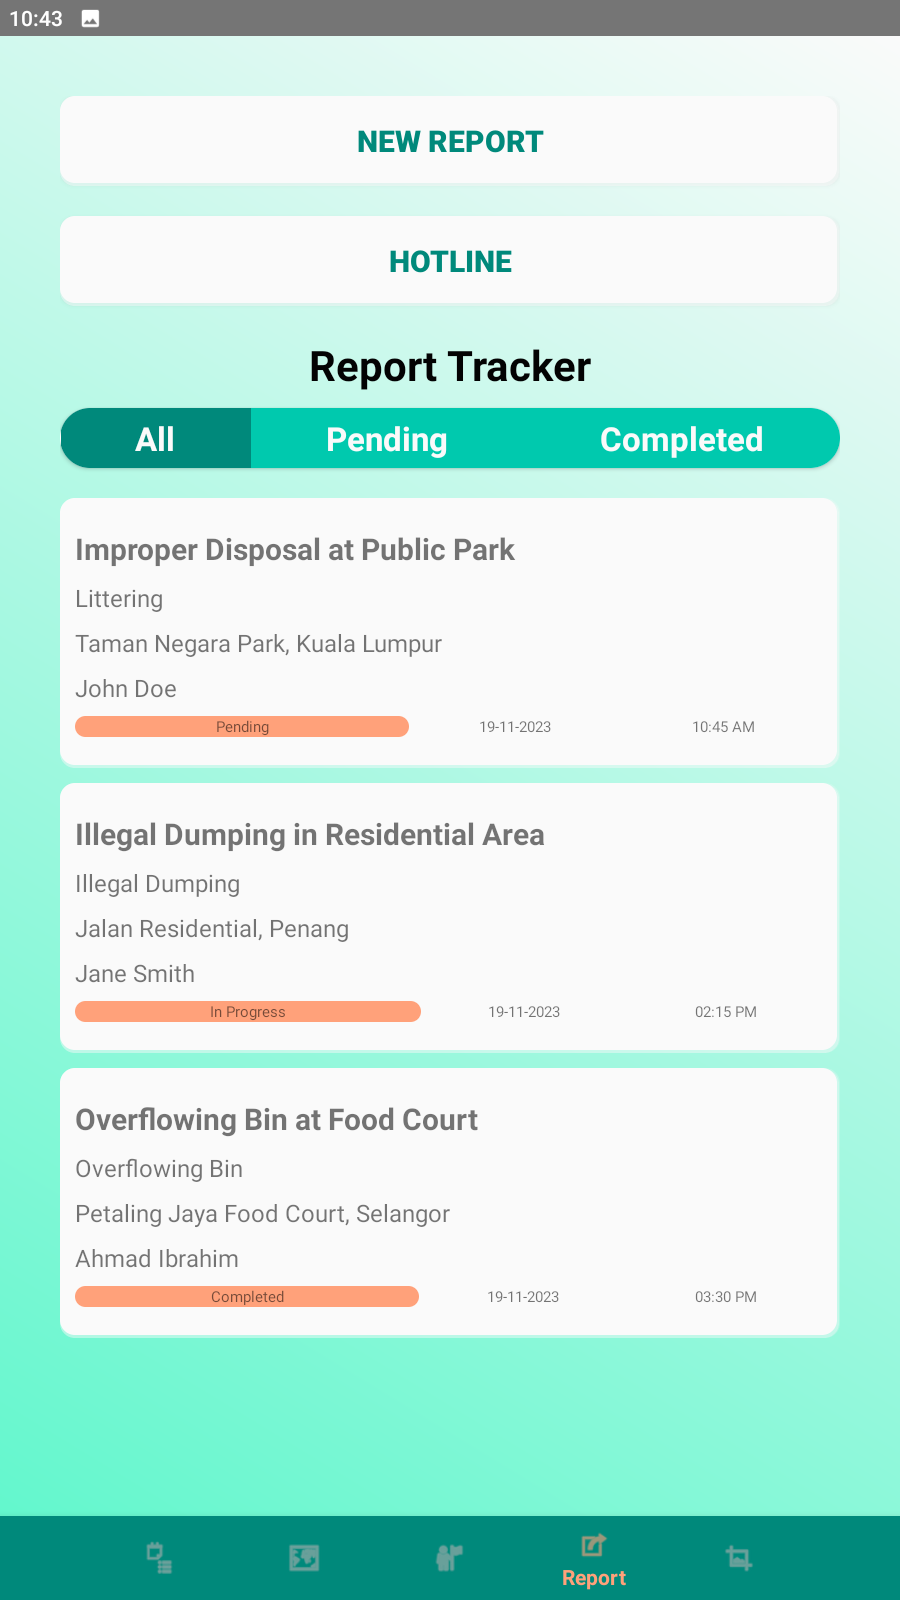 10:43
NEW REPORT
HOTLINE
Report Tracker
All Pending Completed
Improper Disposal at Public Park
Littering
Taman Negara Park, Kuala Lumpur
John Doe
Pending 19-11-2023 10:45 AM
Illegal Dumping in Residential Area
Illegal Dumping
Jalan Residential, Penang
Jane Smith
In Progress 19-11-2023 02:15 PM
Overflowing Bin at Food Court
Overflowing Bin
Petaling Jaya Food Court, Selangor
Ahmad Ibrahim
Completed 19-11-2023 03:30 PM
Report